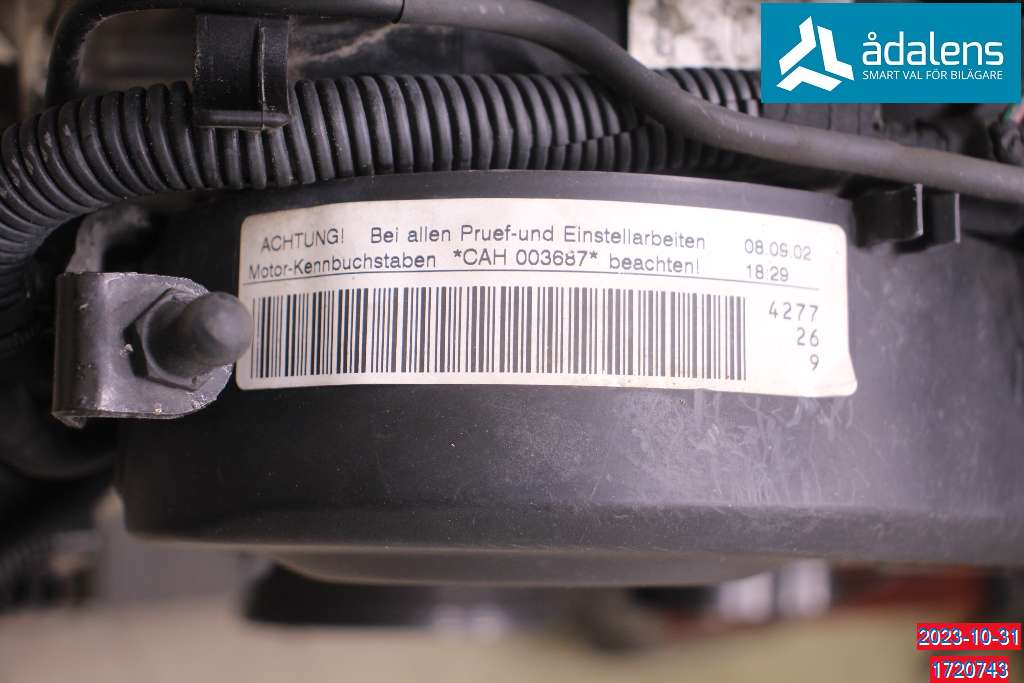 ådalens
SMART VAL FÖR BILÄGARE
ACHTUNG! Bei allen Pruef-und Einstellarbeiten
Motor-Kennbuchstaben *CAH 003687* beachten!
08.09.02
18:29
4277
26
9
2023-10-31
1720743